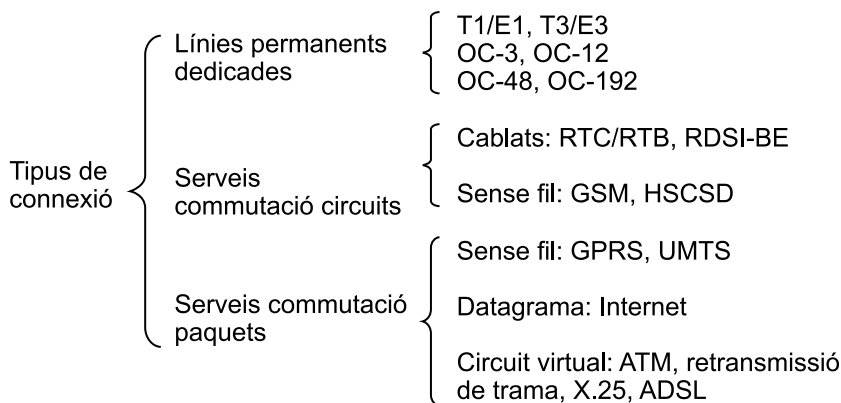 Tipus de
connexió
Línies permanents
dedicades
T1/E1, T3/E3
OC-3, OC-12
OC-48, OC-192
Serveis
commutació circuits
Cablats: RTC/RTB, RDSI-BE
Sense fil: GSM, HSCSD
Serveis commutació
paquets
Sense fil: GPRS, UMTS
Datagrama: Internet
Circuit virtual: ATM, retransmissió
de trama, X.25, ADSL